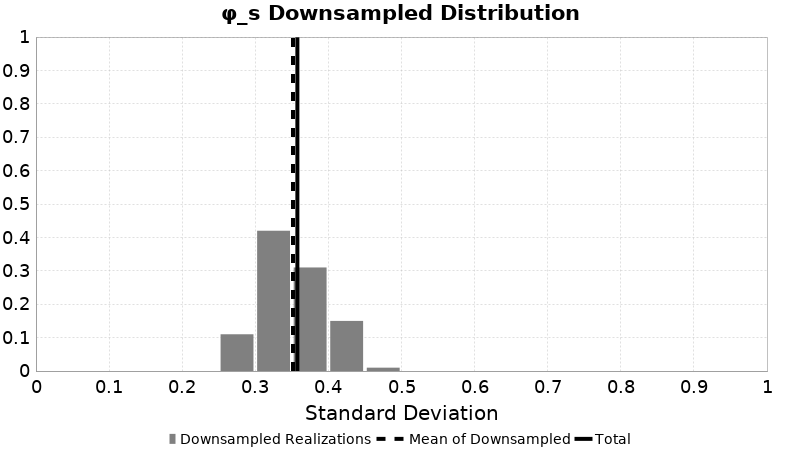 φ_s Downsampled Distribution
1
0.9
0.8
0.7
0.6
0.5
0.4
0.3
0.2
0.1
0
0 0.1 0.2 0.3 0.4 0.5 0.6 0.7 0.8 0.9 1
Standard Deviation
Downsampled Realizations Mean of Downsampled Total